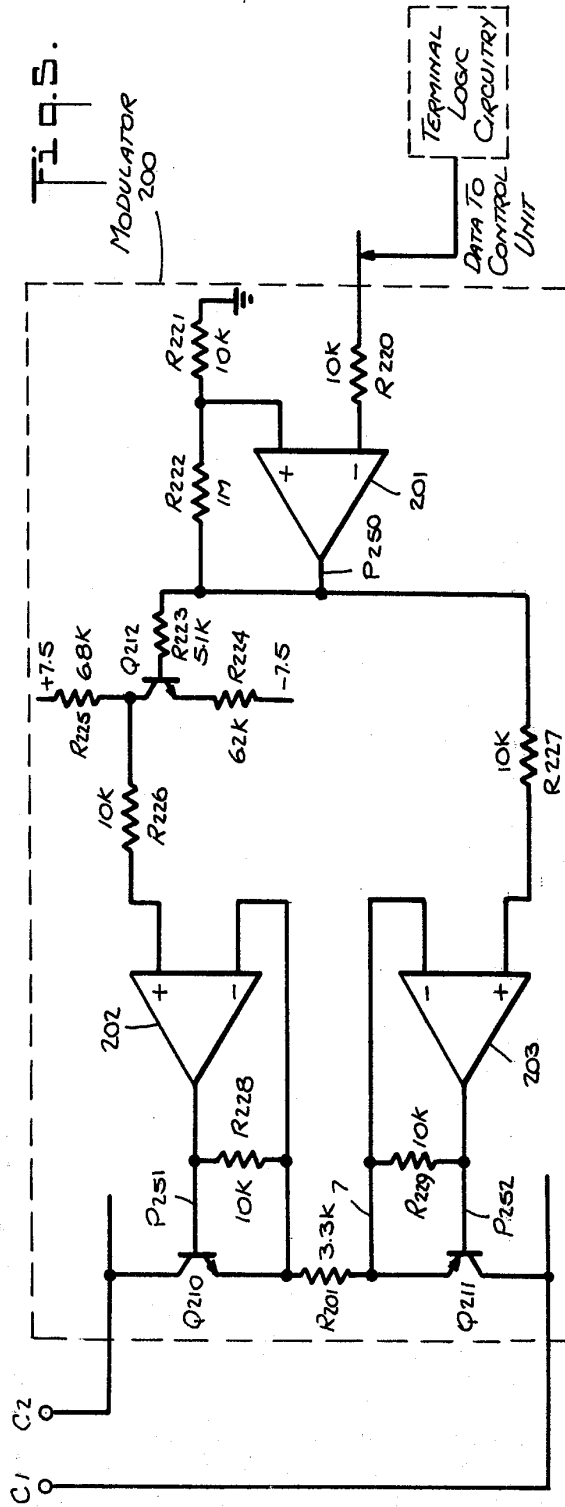 Fig.5.
MODULATOR
200
TERMINAL
LOGIC
CIRCUITRY
DATA TO
CONTROL
UNIT
R221
10K
R222
1M
10K
R220
+
-
201
P250
+7.5
68K
R225
Q212
R223
51K
R224
62K
-7.5
10K
R226
10K
R227
+
-
202
-
+
203
R228
10K
P251
Q210
3.3K
R201
7
10K
R229
P252
Q211
C2
C1